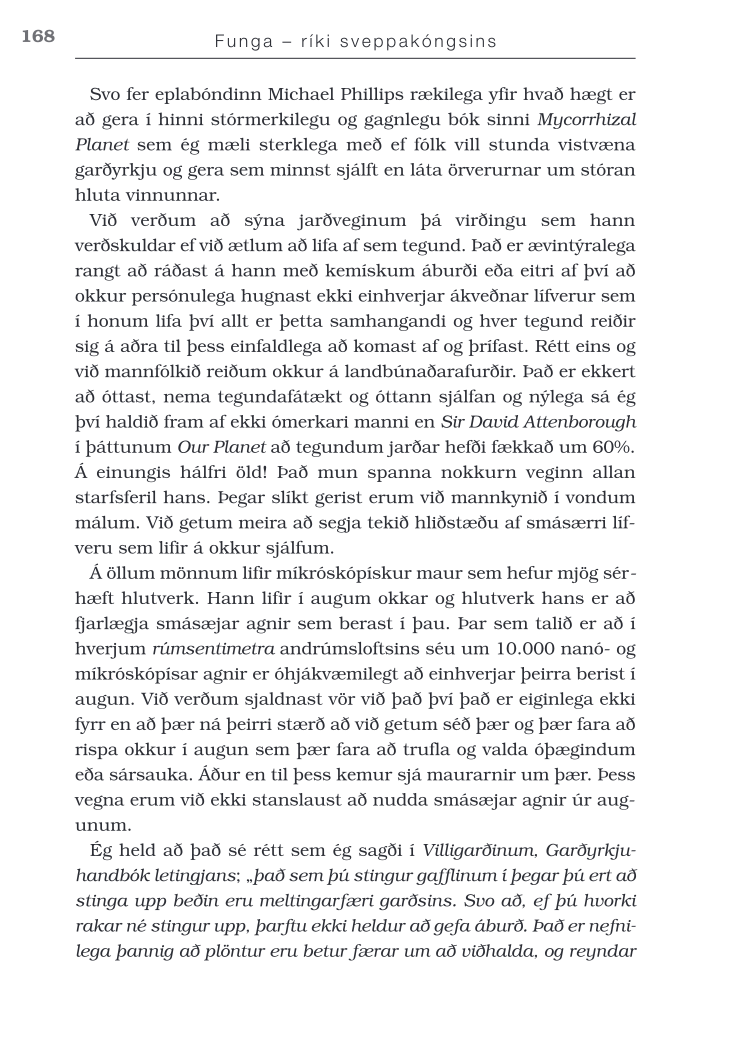 168
Funga – ríki sveppakóngsins
Svo fer eplabóndinn Michael Phillips rækilega yfir hvað hægt er
að gera í hinni stórmerkilegu og gagnlegu bók sinni Mycorrhizal
Planet sem ég mæli sterklega með ef fólk vill stunda vistvæna
garðyrkju og gera sem minnst sjálft en láta örverurnar um stóran
hluta vinnunnar.
Við verðum að sýna jarðveginum þá virðingu sem hann
verðskuldar ef við ætlum að lifa af sem tegund. Það er ævintýralega
rangt að ráðast á hann með kemískum áburði eða eitri af því að
okkur persónulega hugnast ekki einhverjar ákveðnar lífverur sem
í honum lifa því allt er þetta samhangandi og hver tegund reiðir
sig á aðra til þess einfaldlega að komast af og þrífast. Rétt eins og
við mannfólkið reiðum okkur á landbúnaðarafurðir. Það er ekkert
að óttast, nema tegundafátækt og óttann sjálfan og nýlega sá ég
því haldið fram af ekki ómerkari manni en Sir David Attenborough
í þáttunum Our Planet að tegundum jarðar hefði fækkað um 60%.
Á einungis hálfri öld! Það mun spanna nokkurn veginn allan
starfsferil hans. Þegar slíkt gerist erum við mannkynið í vondum
málum. Við getum meira að segja tekið hliðstæðu af smásærri líf-
veru sem lifir á okkur sjálfum.
Á öllum mönnum lifir míkróskópískur maur sem hefur mjög sér-
hæft hlutverk. Hann lifir í augum okkar og hlutverk hans er að
fjarlægja smásæjar agnir sem berast í þau. Þar sem talið er að í
hverjum rúmsentimetra andrúmsloftsins séu um 10.000 nanó- og
míkróskópísar agnir er óhjákvæmilegt að einhverjar þeirra berist í
augun. Við verðum sjaldnast vör við það því það er eiginlega ekki
fyrr en að þær ná þeirri stærð að við getum séð þær og þær fara að
rispa okkur í augun sem þær fara að trufla og valda óþægindum
eða sársauka. Áður en til þess kemur sjá maurarnir um þær. Þess
vegna erum við ekki stanslaust að nudda smásæjar agnir úr aug-
unum.
Ég held að það sé rétt sem ég sagði í Villigarðinum, Garðyrkju-
handbók letingjans; „það sem þú stingur gafflinum í þegar þú ert að
stinga upp beðin eru meltingarfæri garðsins. Svo að, ef þú hvorki
rakar né stingur upp, þarftu ekki heldur að gefa áburð. Það er nefni-
lega þannig að plöntur eru betur færar um að viðhalda, og reyndar